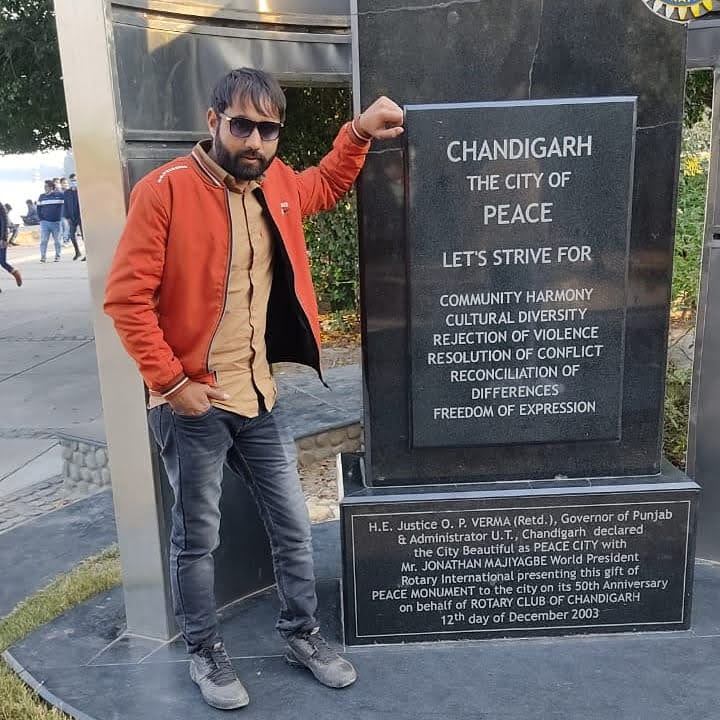 CHANDIGARH
THE CITY OF
PEACE
LET'S STRIVE FOR
COMMUNITY HARMONY
CULTURAL DIVERSITY
REJECTION OF VIOLENCE
RESOLUTION OF CONFLICT
RECONCILIATION OF
DIFFERENCES
FREEDOM OF EXPRESSION
H.E. Justice O. P. VERMA (Retd.), Governor of Punjab
& Administrator U.T., Chandigarh declared
the City Beautiful as PEACE CITY with
Mr. JONATHAN MAJIYAGBE World President
Rotary International presenting this gift of
PEACE MONUMENT to the city on its 50th Anniversary
on behalf of ROTARY CLUB OF CHANDIGARH
12th day of December 2003